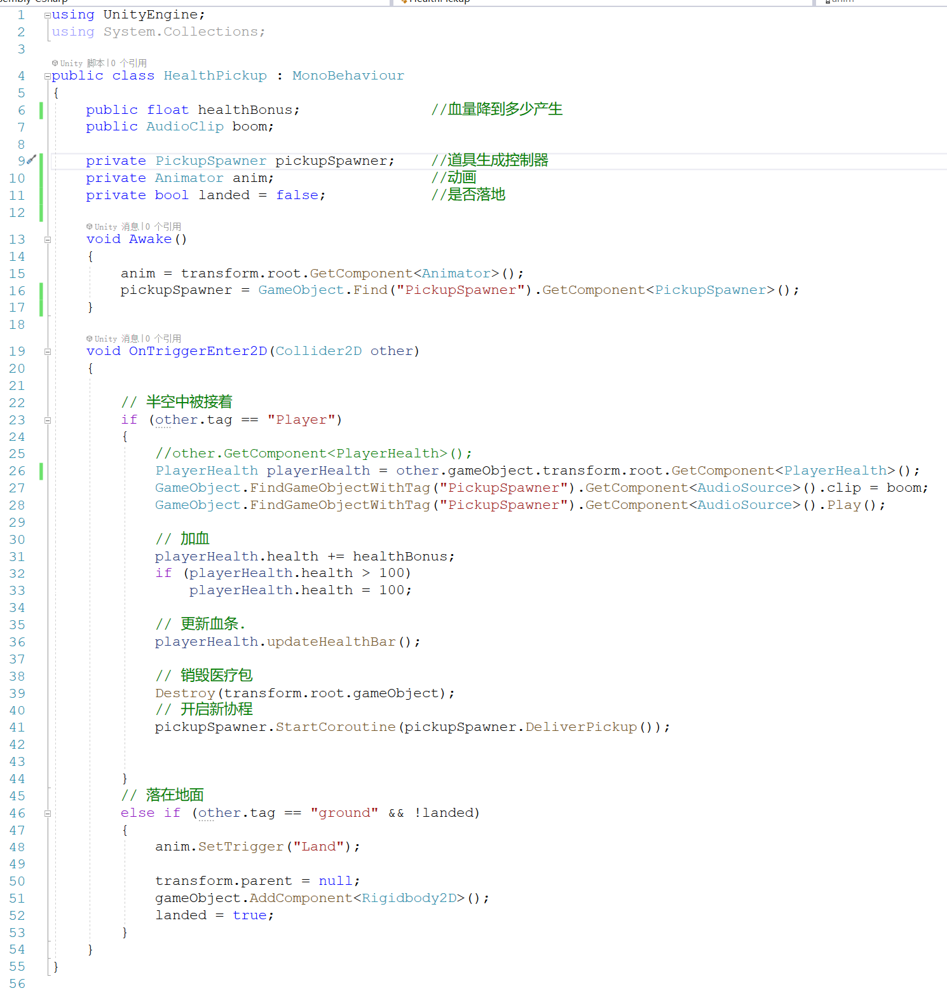 HealthPickup
anim
1 using UnityEngine;
2 using System.Collections;
3
Unity 脚本|0 个引用
4 public class HealthPickup : MonoBehaviour
5 {
6 public float healthBonus; //血量降到多少产生
7 public AudioClip boom;
8
9 private PickupSpawner pickupSpawner; //道具生成控制器
10 private Animator anim; //动画
11 private bool landed = false; //是否落地
12
Unity 消息|0 个引用
13 void Awake()
14 {
15 anim = transform.root.GetComponent<Animator>();
16 pickupSpawner = GameObject.Find("PickupSpawner").GetComponent<PickupSpawner>();
17 }
18
Unity 消息|0 个引用
19 void OnTriggerEnter2D(Collider2D other)
20 {
21
22 // 半空中被接着
23 if (other.tag == "Player")
24 {
25 //other.GetComponent<PlayerHealth>();
26 PlayerHealth playerHealth = other.gameObject.transform.root.GetComponent<PlayerHealth>();
27 GameObject.FindGameObjectWithTag("PickupSpawner").GetComponent<AudioSource>().clip = boom;
28 GameObject.FindGameObjectWithTag("PickupSpawner").GetComponent<AudioSource>().Play();
29
30 // 加血
31 playerHealth.health += healthBonus;
32 if (playerHealth.health > 100)
33 playerHealth.health = 100;
34
35 // 更新血条.
36 playerHealth.updateHealthBar();
37
38 // 销毁医疗包
39 Destroy(transform.root.gameObject);
40 // 开启新协程
41 pickupSpawner.StartCoroutine(pickupSpawner.DeliverPickup());
42
43
44 }
45 // 落在地面
46 else if (other.tag == "ground" && !landed)
47 {
48 anim.SetTrigger("Land");
49
50 transform.parent = null;
51 gameObject.AddComponent<Rigidbody2D>();
52 landed = true;
53 }
54 }
55 }
56